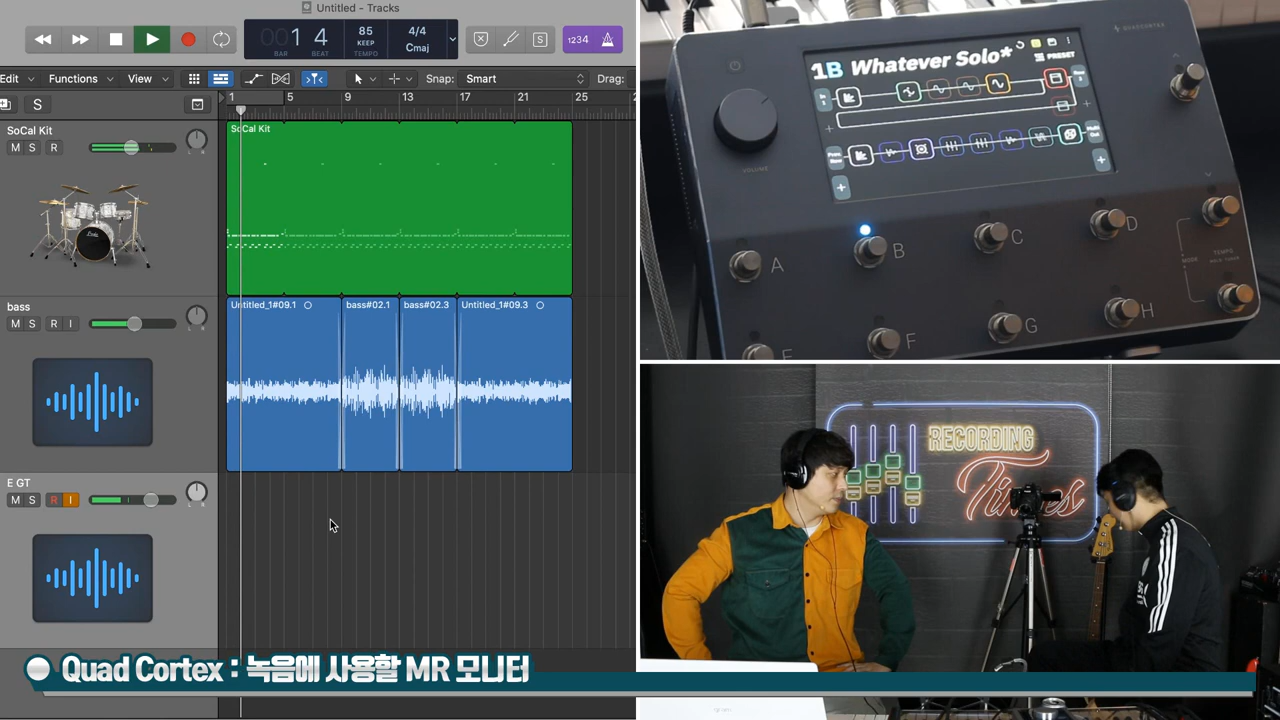 Untitled - Tracks
001 4
BAR BEAT
85
KEEP
TEMPO
4/4
Cmaj
S
1234
Edit Functions View Snap: Smart Drag:
S
1 5 9 13 17 21 25
SoCal Kit
M S R
SoCal Kit
bass
M S R I
Untitled_1#09.1 bass#02.1 bass#02.3 Untitled_1#09.3
E GT
M S R I
Quad Cortex : 녹음에 사용할 MR 모니터
1B Whatever Solo*
PRESET
VOLUME
A B C D
E F G H
TEMPO
MODE
RECORDING
Times